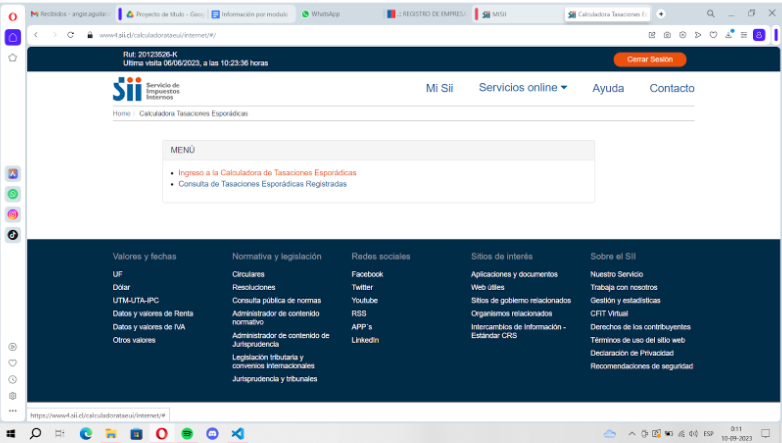 Recibidos - angie.aguilar
Proyecto de titulo - Goog
Información por modulo
WhatsApp
::REGISTRO DE EMPRES
MISII
Calculadora Tasaciones E
www4.sii.cl/calculadorataeui/internet/#/
Rut: 20123526-K
Ultima visita 06/06/2023, a las 10:23:36 horas
Cerrar Sesión
Sii Servicio de
Impuestos
Internos
Mi Sii Servicios online Ayuda Contacto
Home / Calculadora Tasaciones Esporádicas
MENÚ
Ingreso a la Calculadora de Tasaciones Esporádicas
Consulta de Tasaciones Esporádicas Registradas
Valores y fechas
UF
Dólar
UTM-UTA-IPC
Datos y valores de Renta
Datos y valores de IVA
Otros valores
Normativa y legislación
Circulares
Resoluciones
Consulta pública de normas
Administrador de contenido
normativo
Administrador de contenido de
Jurisprudencia
Legislación tributaria y
convenios internacionales
Jurisprudencia y tribunales
Redes sociales
Facebook
Twitter
Youtube
RSS
APP´s
LinkedIn
Sitios de interés
Aplicaciones y documentos
Web útiles
Sitios de gobierno relacionados
Organismos relacionados
Intercambios de Información -
Estándar CRS
Sobre el SII
Nuestro Servicio
Trabaja con nosotros
Gestión y estadísticas
CFIT Virtual
Derechos de los contribuyentes
Términos de uso del sitio web
Declaración de Privacidad
Recomendaciones de seguridad
https://www4.sii.cl/calculadorataeui/internet/#
ESP
0:11
10-09-2023